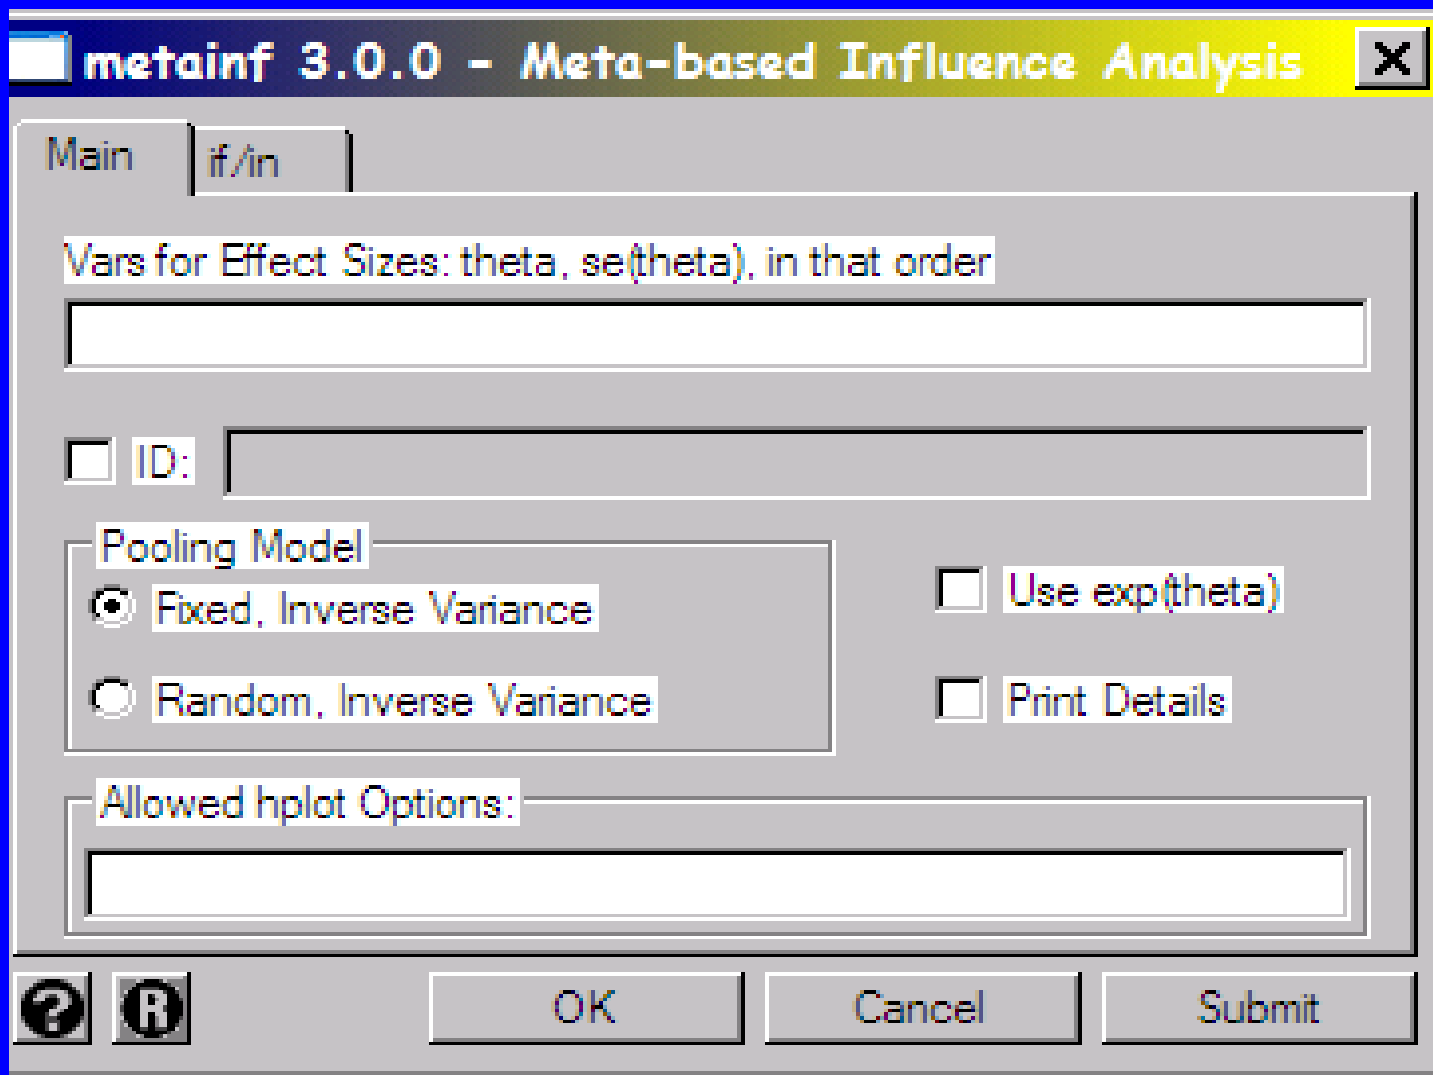 metainf 3.0.0 - Meta-based Influence Analysis
Main
if/in
Vars for Effect Sizes: theta, se(theta), in that order
ID:
Pooling Model
Fixed, Inverse Variance
Use exp(theta)
Random, Inverse Variance
Print Details
Allowed hplot Options:
? R OK Cancel Submit